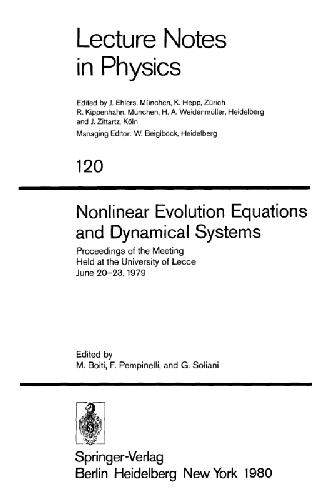 Lecture Notes
in Physics
Edited by J. Ehlers, München, K. Hepp, Zürich
R. Kippenhahn, München, H. A. Weidenmüller, Heidelberg
and J. Zittartz, Köln
Managing Editor: W. Beiglböck, Heidelberg
120
Nonlinear Evolution Equations
and Dynamical Systems
Proceedings of the Meeting
Held at the University of Lecce
June 20–23, 1979
Edited by
M. Boiti, F. Pempinelli, and G. Soliani
Springer-Verlag
Berlin Heidelberg New York 1980